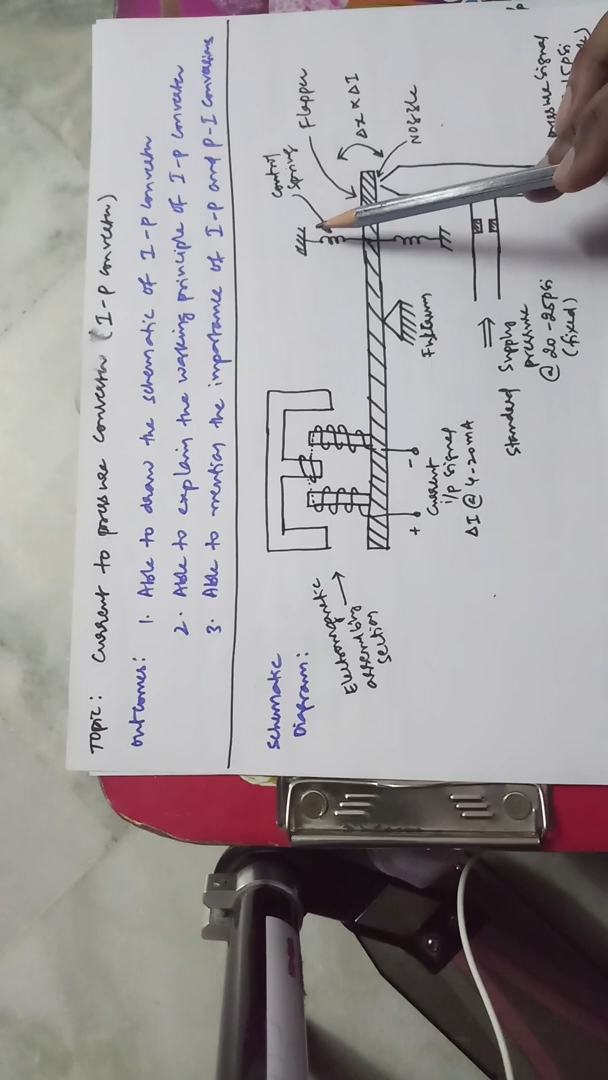 Topic: Current to pressure converter (I-P converter)
outcomes: 1. Able to draw the schematic of I-P converter
2. Able to explain the working principle of I-P converter
3. Able to mention the importance of I-P and P-I converters
Schematic
Diagram:
Electromagnetic
assembling
section
+ -
Current
i/p signal
ΔI @ 4-20mA
Fulcrum
control
spring
Flapper
Δx ∝ ΔI
Nozzle
Standard Supply
pressure
@ 20-25psi
(fixed)
pressure signal
15psi